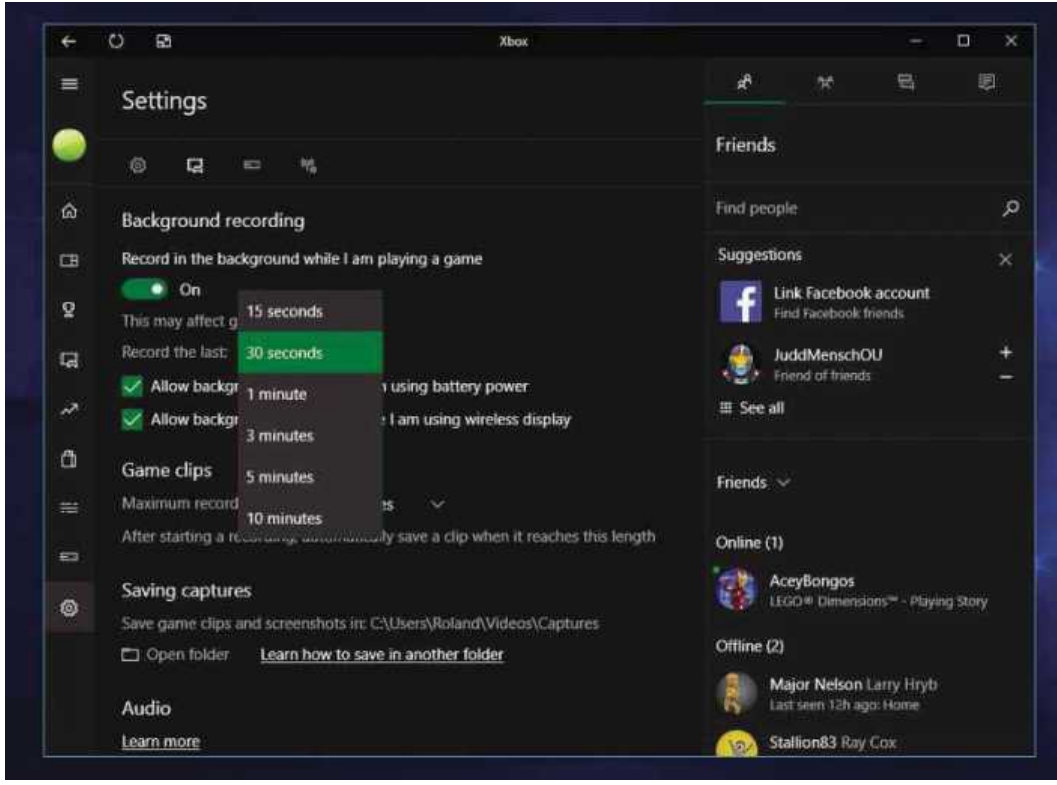 Xbox
Settings
Background recording
Record in the background while I am playing a game
On
This may affect g
Record the last:
15 seconds
30 seconds
1 minute
3 minutes
5 minutes
10 minutes
Allow backgr using battery power
Allow backgr I am using wireless display
Game clips
Maximum record es
After starting a recording, automatically save a clip when it reaches this length
Saving captures
Save game clips and screenshots in: C:\Users\Roland\Videos\Captures
Open folder Learn how to save in another folder
Audio
Learn more
Friends
Find people
Suggestions
Link Facebook account
Find Facebook friends
JuddMenschOU
Friend of friends
See all
Friends
Online (1)
AceyBongos
LEGO® Dimensions™ - Playing Story
Offline (2)
Major Nelson Larry Hryb
Last seen 12h ago: Home
Stallion83 Ray Cox